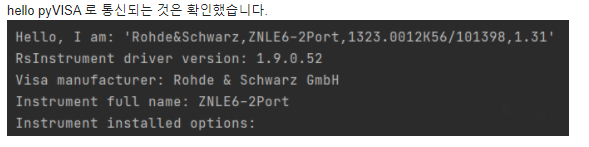 hello pyVISA 로 통신되는 것은 확인했습니다.
Hello, I am: 'Rohde&Schwarz,ZNLE6-2Port,1323.0012K56/101398,1.31'
RsInstrument driver version: 1.9.0.52
Visa manufacturer: Rohde & Schwarz GmbH
Instrument full name: ZNLE6-2Port
Instrument installed options: